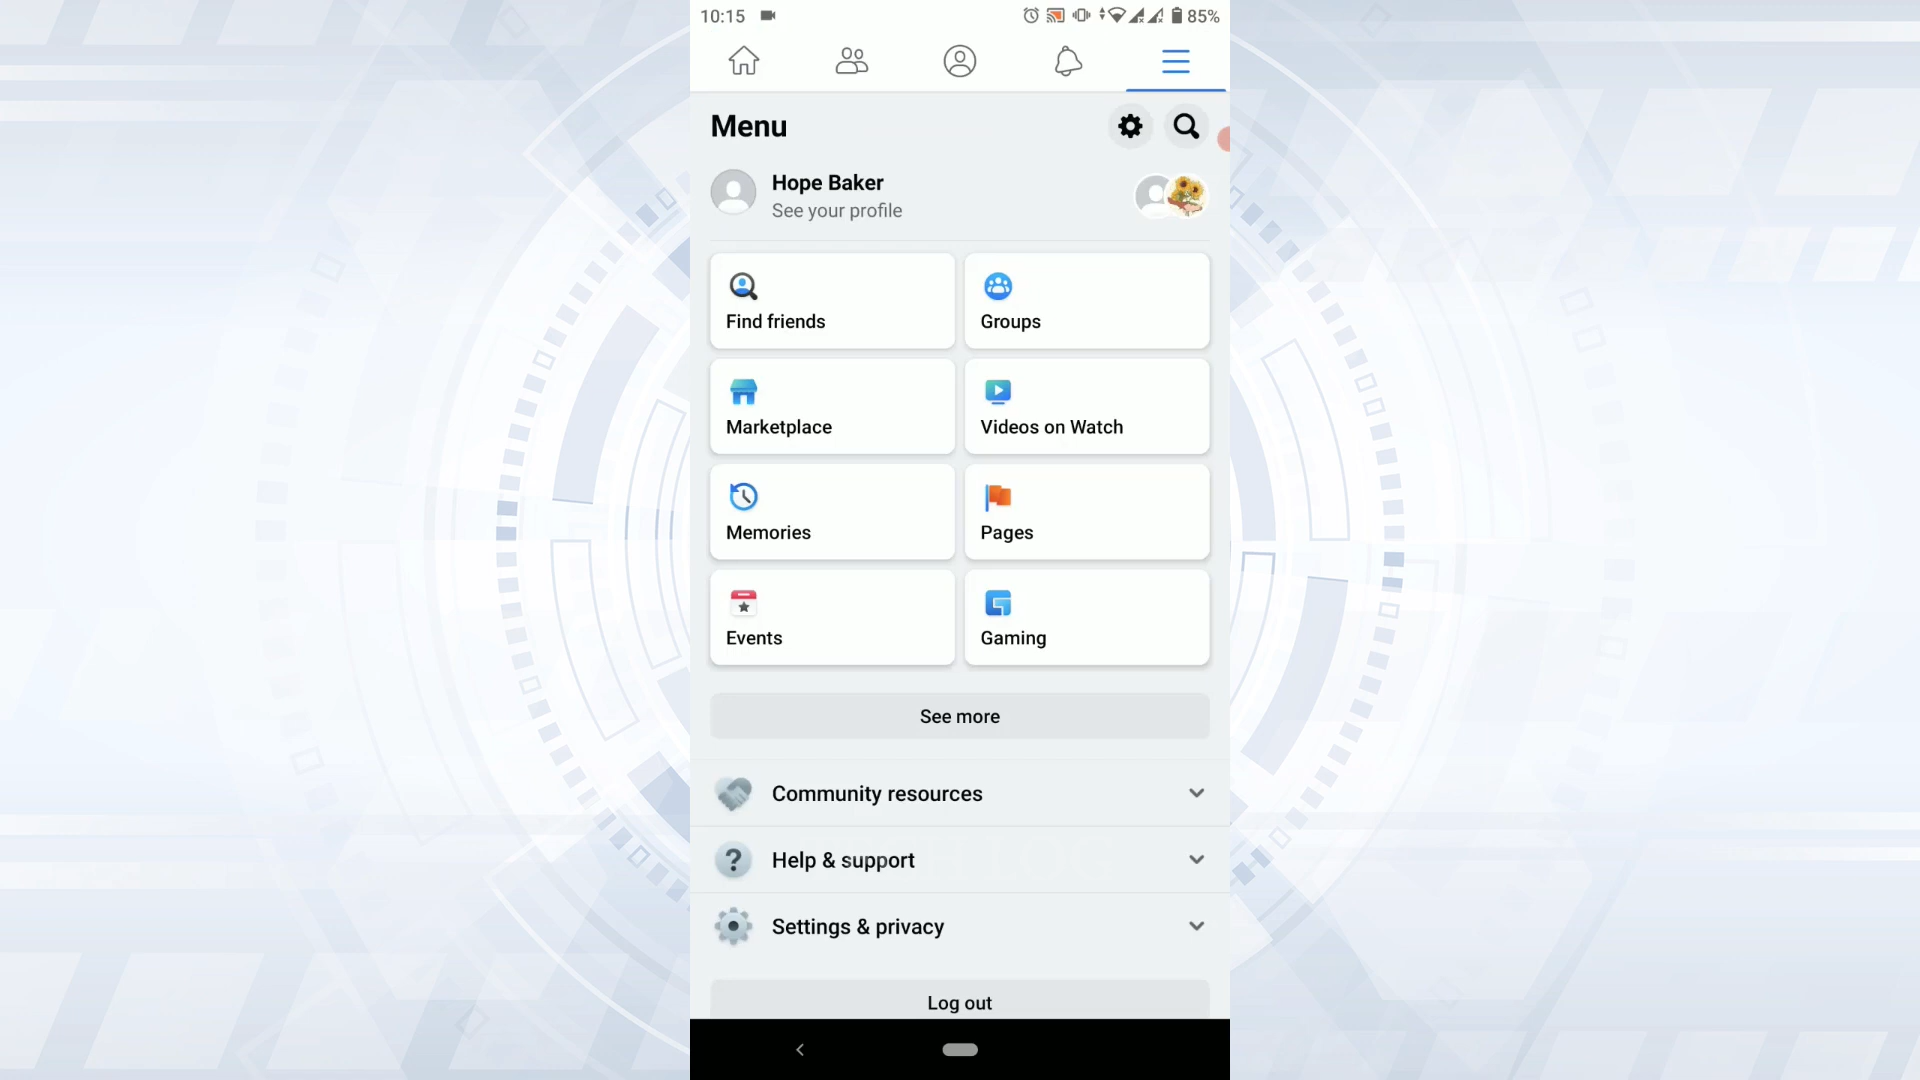 10:15
85%
Menu
Hope Baker
See your profile
Find friends
Groups
Marketplace
Videos on Watch
Memories
Pages
Events
Gaming
See more
Community resources
Help & support
Settings & privacy
Log out